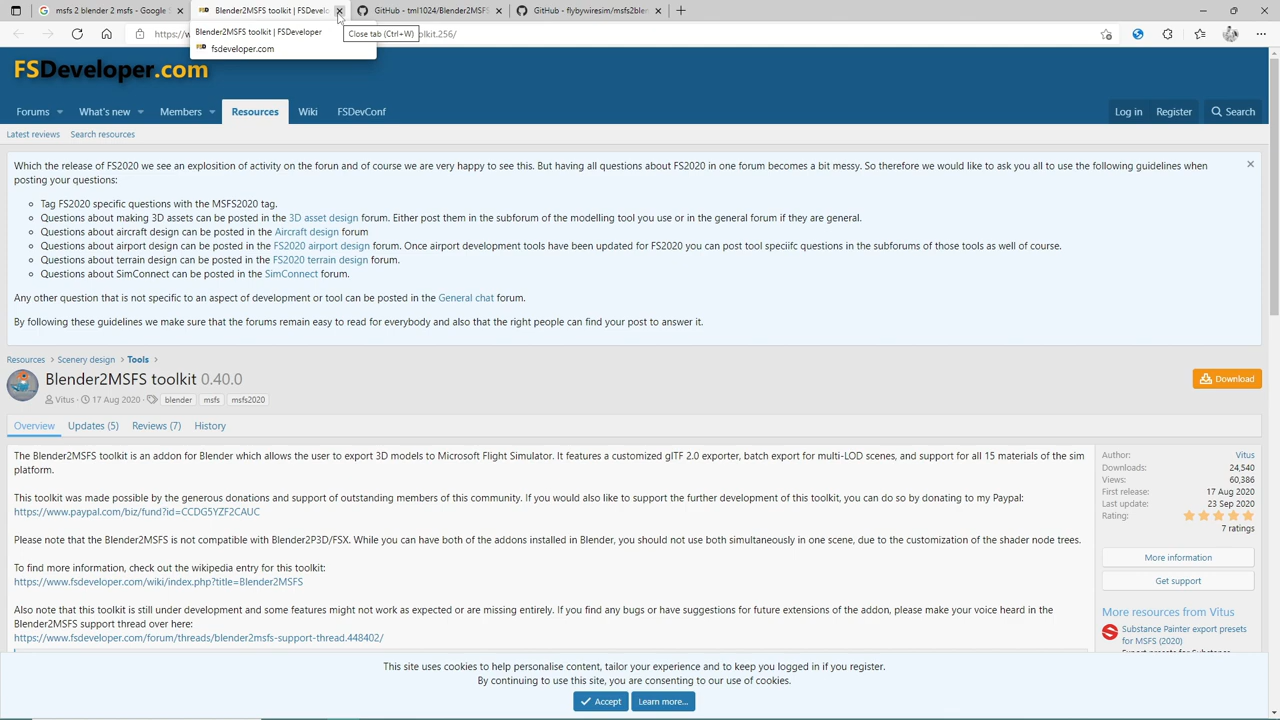 msfs 2 blender 2 msfs - Google S
Blender2MSFS toolkit | FSDevelo
GitHub - tml1024/Blender2MSFS
GitHub - flybywiresim/msfs2blen
Blender2MSFS toolkit | FSDeveloper
fsdeveloper.com
Close tab (Ctrl+W)
https://w
lkit.256/
FSDeveloper.com
Forums What's new Members Resources Wiki FSDevConf Log in Register Search
Latest reviews Search resources
Which the release of FS2020 we see an explosition of activity on the forun and of course we are very happy to see this. But having all questions about FS2020 in one forum becomes a bit messy. So therefore we would like to ask you all to use the following guidelines when
posting your questions:
Tag FS2020 specific questions with the MSFS2020 tag.
Questions about making 3D assets can be posted in the 3D asset design forum. Either post them in the subforum of the modelling tool you use or in the general forum if they are general.
Questions about aircraft design can be posted in the Aircraft design forum
Questions about airport design can be posted in the FS2020 airport design forum. Once airport development tools have been updated for FS2020 you can post tool speciifc questions in the subforums of those tools as well of course.
Questions about terrain design can be posted in the FS2020 terrain design forum.
Questions about SimConnect can be posted in the SimConnect forum.
Any other question that is not specific to an aspect of development or tool can be posted in the General chat forum.
By following these guidelines we make sure that the forums remain easy to read for everybody and also that the right people can find your post to answer it.
Resources > Scenery design > Tools >
Blender2MSFS toolkit 0.40.0
Download
Vitus 17 Aug 2020 blender msfs msfs2020
Overview Updates (5) Reviews (7) History
The Blender2MSFS toolkit is an addon for Blender which allows the user to export 3D models to Microsoft Flight Simulator. It features a customized glTF 2.0 exporter, batch export for multi-LOD scenes, and support for all 15 materials of the sim
platform.
This toolkit was made possible by the generous donations and support of outstanding members of this community. If you would also like to support the further development of this toolkit, you can do so by donating to my Paypal:
https://www.paypal.com/biz/fund?id=CCDG5YZF2CAUC
Please note that the Blender2MSFS is not compatible with Blender2P3D/FSX. While you can have both of the addons installed in Blender, you should not use both simultaneously in one scene, due to the customization of the shader node trees.
To find more information, check out the wikipedia entry for this toolkit:
https://www.fsdeveloper.com/wiki/index.php?title=Blender2MSFS
Also note that this toolkit is still under development and some features might not work as expected or are missing entirely. If you find any bugs or have suggestions for future extensions of the addon, please make your voice heard in the
Blender2MSFS support thread over here:
https://www.fsdeveloper.com/forum/threads/blender2msfs-support-thread.448402/
Author: Vitus
Downloads: 24,540
Views: 60,386
First release: 17 Aug 2020
Last update: 23 Sep 2020
Rating:
7 ratings
More information
Get support
More resources from Vitus
Substance Painter export presets
for MSFS (2020)
Export presets for Substance
This site uses cookies to help personalise content, tailor your experience and to keep you logged in if you register.
By continuing to use this site, you are consenting to our use of cookies.
Accept Learn more...